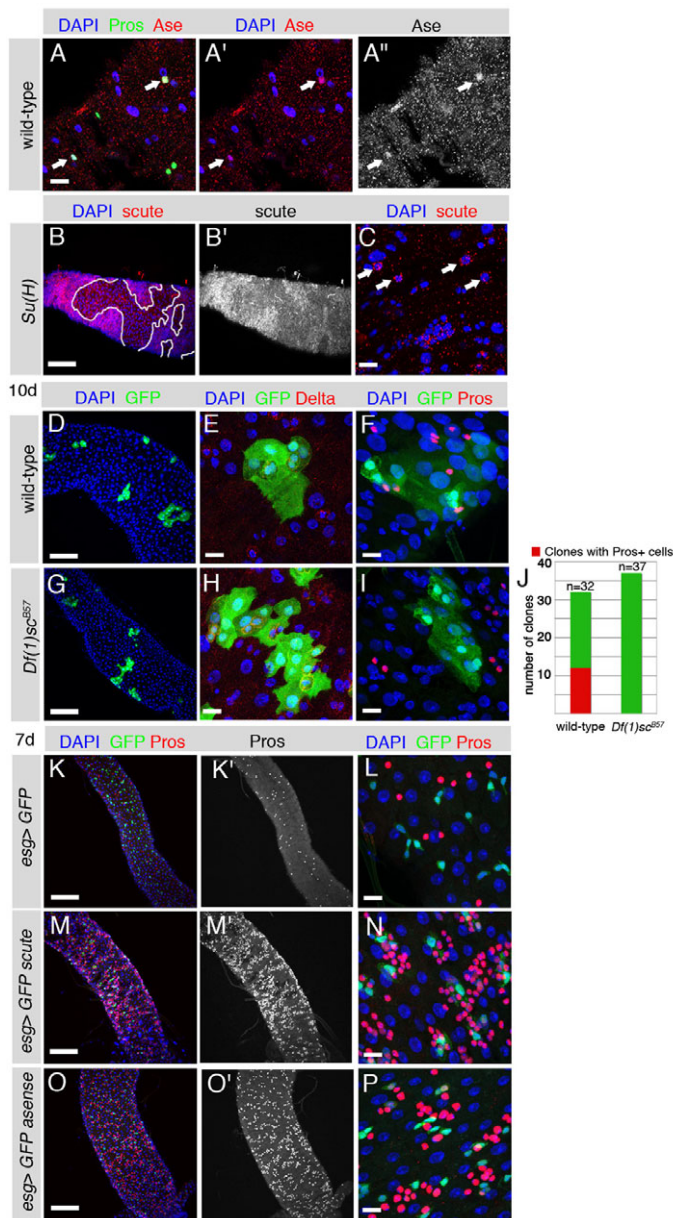 DAPI Pros Ase
DAPI Ase
Ase
wild-type
A
A'
A"
DAPI scute
scute
DAPI scute
Su(H)
B
B'
C
10d
DAPI GFP
DAPI GFP Delta
DAPI GFP Pros
wild-type
D
E
F
Df(1)sc^B57
G
H
I
Clones with Pros+ cells
J
number of clones
40
30
20
10
n=32
n=37
wild-type
Df(1)sc^B57
7d
DAPI GFP Pros
Pros
DAPI GFP Pros
esg> GFP
K
K'
L
esg> GFP scute
M
M'
N
esg> GFP asense
O
O'
P